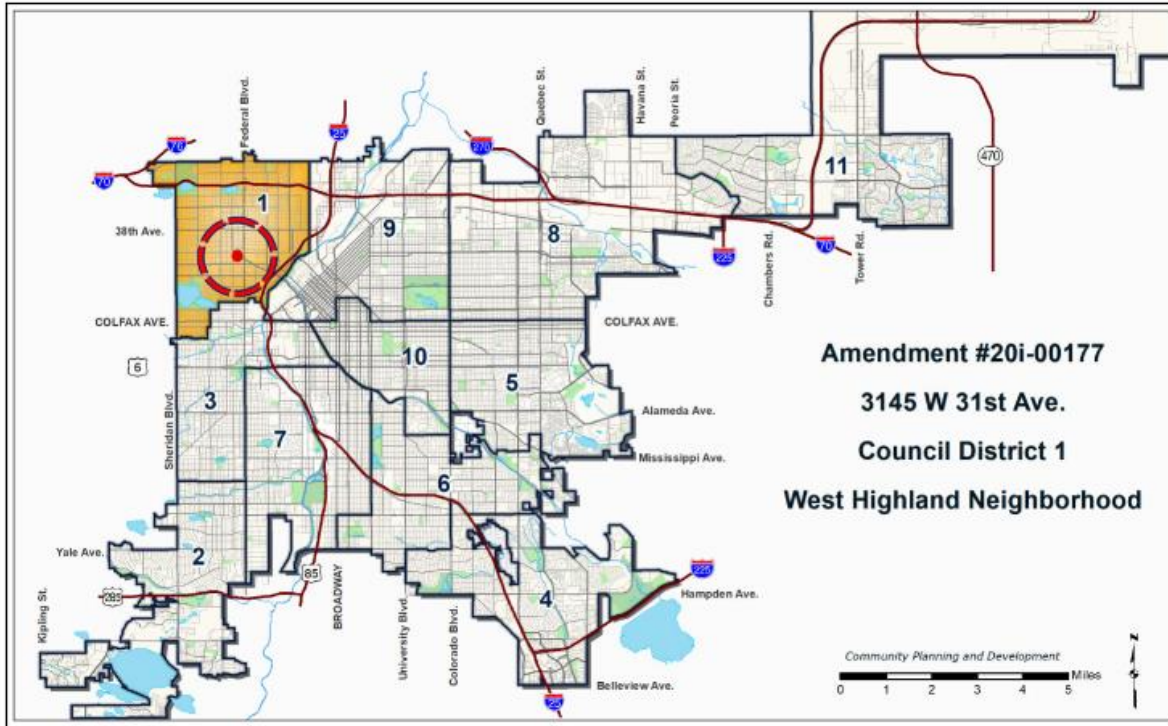 Federal Blvd.
Quebec St.
Havana St.
Peoria St.
70
25
270
470
70
1
11
9
8
38th Ave.
225
70
Chambers Rd.
Tower Rd.
COLFAX AVE.
COLFAX AVE.
6
10
5
3
7
Sheridan Blvd.
Alameda Ave.
Mississippi Ave.
6
2
Yale Ave.
85
285
4
225
Hampden Ave.
Kipling St.
BROADWAY
University Blvd.
Colorado Blvd.
25
Belleview Ave.
Amendment #20i-00177
3145 W 31st Ave.
Council District 1
West Highland Neighborhood
Community Planning and Development
Miles
0 1 2 3 4 5
N